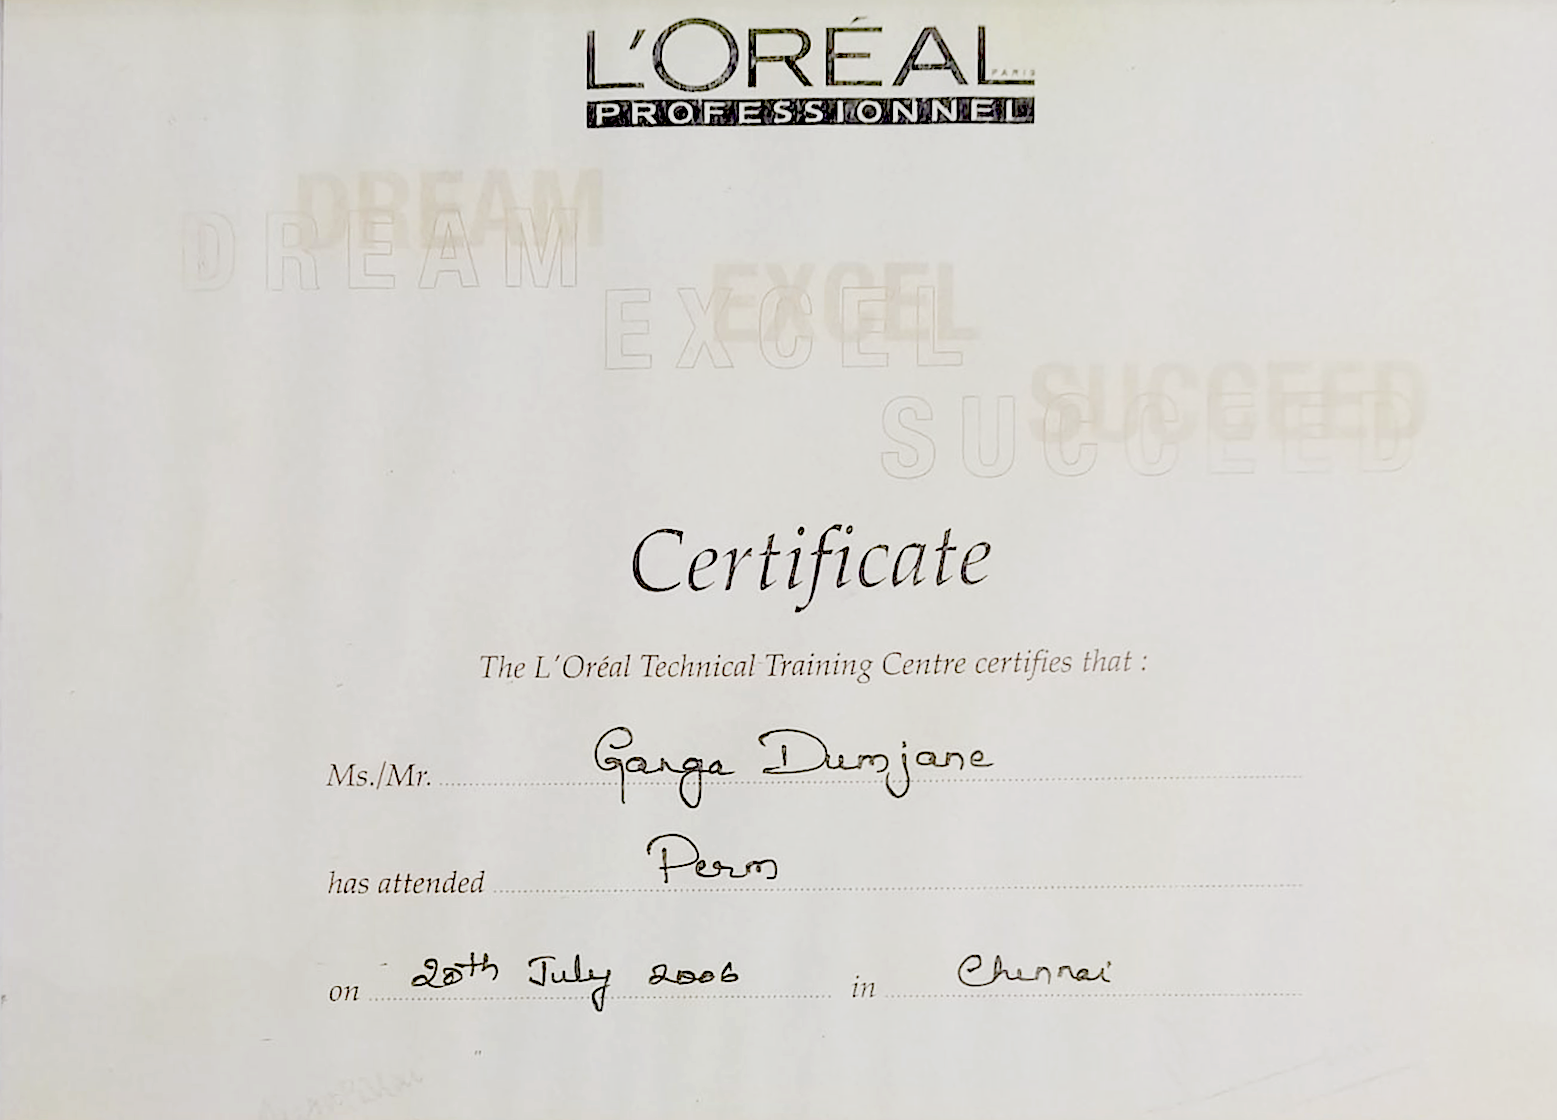 L'ORÉAL
PARIS
PROFESSIONNEL
DREAM
DREAM
EXCEL
EXCEL
SUCCEED
SUCCEED
Certificate
The L'Oréal Technical Training Centre certifies that :
Ms./Mr. Ganga Dumjane
has attended Perm
on 20th July 2006 in Chennai